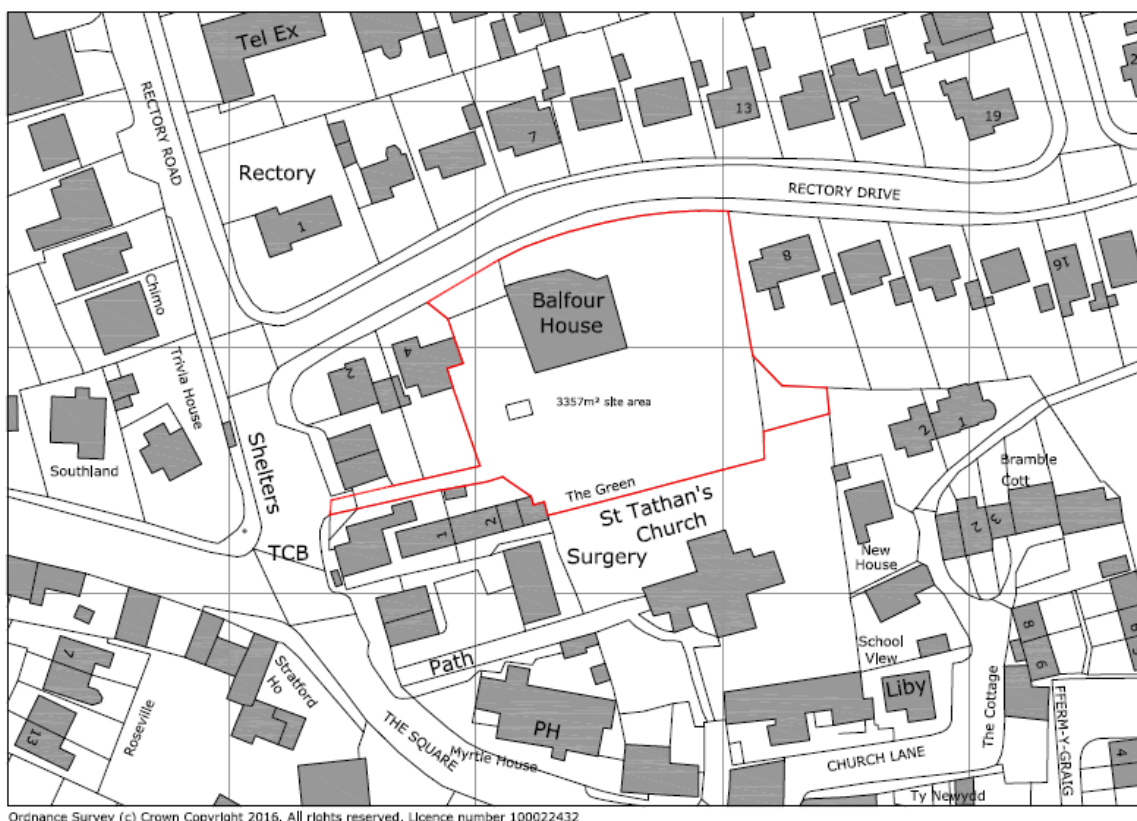 Tel Ex
RECTORY ROAD
7
13
19
2
Rectory
1
RECTORY DRIVE
8
16
Chimo
Balfour
House
4
2
Trivia House
3357m² site area
Southland
Shelters
2
1
Bramble
Cott
The Green
St Tathan's
Church
2
1
2
3
TCB
Surgery
New
House
School
View
8
6
7
Path
Stratford
Ho
Liby
The Cottage
FFERM-Y-GRAIG
13
Roseville
THE SQUARE
PH
Myrtle House
CHURCH LANE
4
Ty Newydd
Ordnance Survey (c) Crown Copyright 2016. All rights reserved. Licence number 100022432